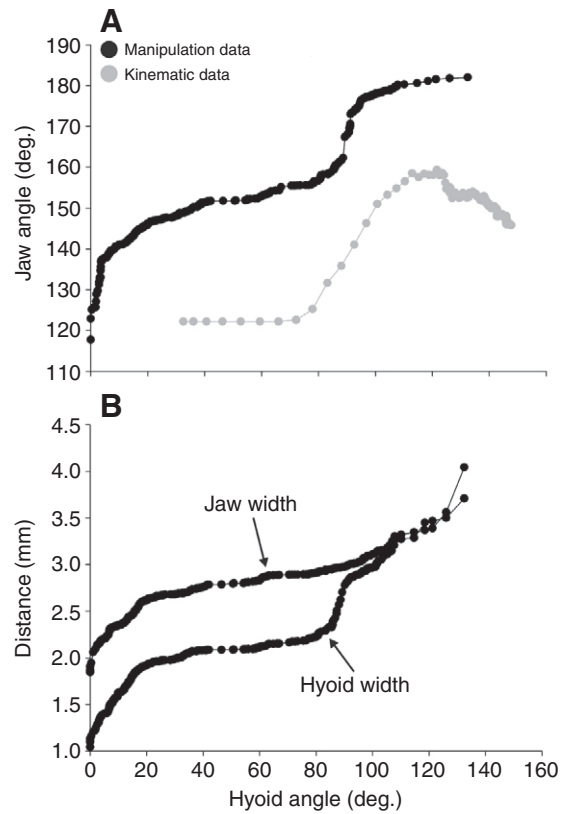 A
190
Manipulation data
Kinematic data
180
170
160
150
140
130
120
110
Jaw angle (deg.)
B
4.5
4.0
3.5
3.0
2.5
2.0
1.5
1.0
Distance (mm)
Jaw width
Hyoid width
0 20 40 60 80 100 120 140 160
Hyoid angle (deg.)